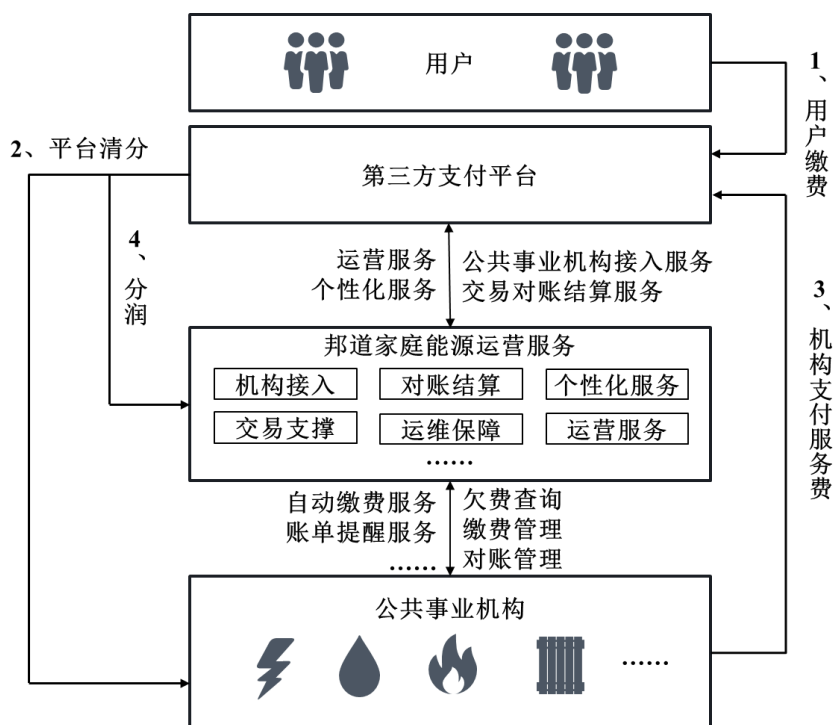 用户
1、用户缴费
2、平台清分
第三方支付平台
4、分润
运营服务
个性化服务
公共事业机构接入服务
交易对账结算服务
3、机构支付服务费
邦道家庭能源运营服务
机构接入
对账结算
个性化服务
交易支撑
运维保障
运营服务
……
自动缴费服务
账单提醒服务
……
欠费查询
缴费管理
对账管理
公共事业机构
……